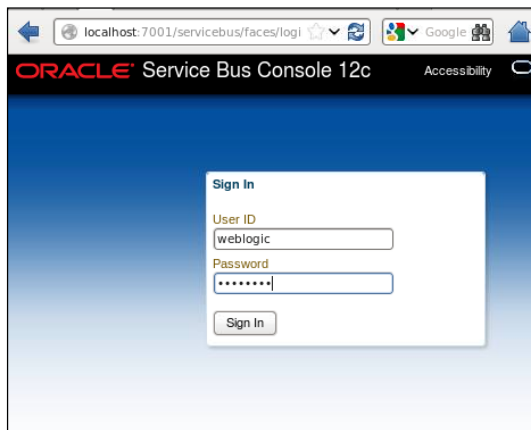 localhost:7001/servicebus/faces/logi
Google
ORACLE® Service Bus Console 12c
Accessibility
Sign In
User ID
weblogic
Password
••••••••
Sign In